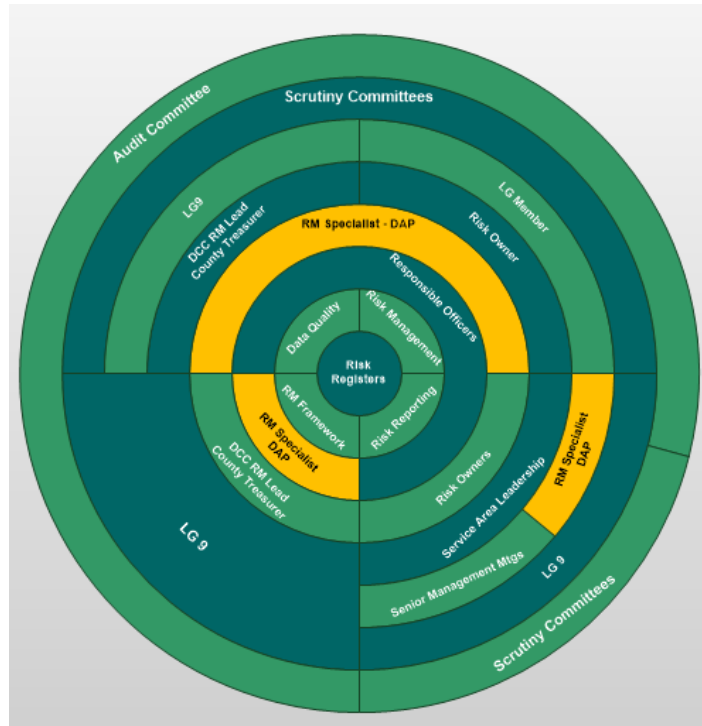 Audit Committee
Scrutiny Committees
LG9
LG Member
DCC RM Lead
County Treasurer
Risk Owner
RM Specialist - DAP
Responsible Officers
Data Quality
Risk Management
Risk
Registers
RM Framework
Risk Reporting
RM Specialist
DAP
DCC RM Lead
County Treasurer
Risk Owners
Service Area Leadership
RM Specialist
DAP
LG 9
Senior Management Mtgs
LG 9
Scrutiny Committees